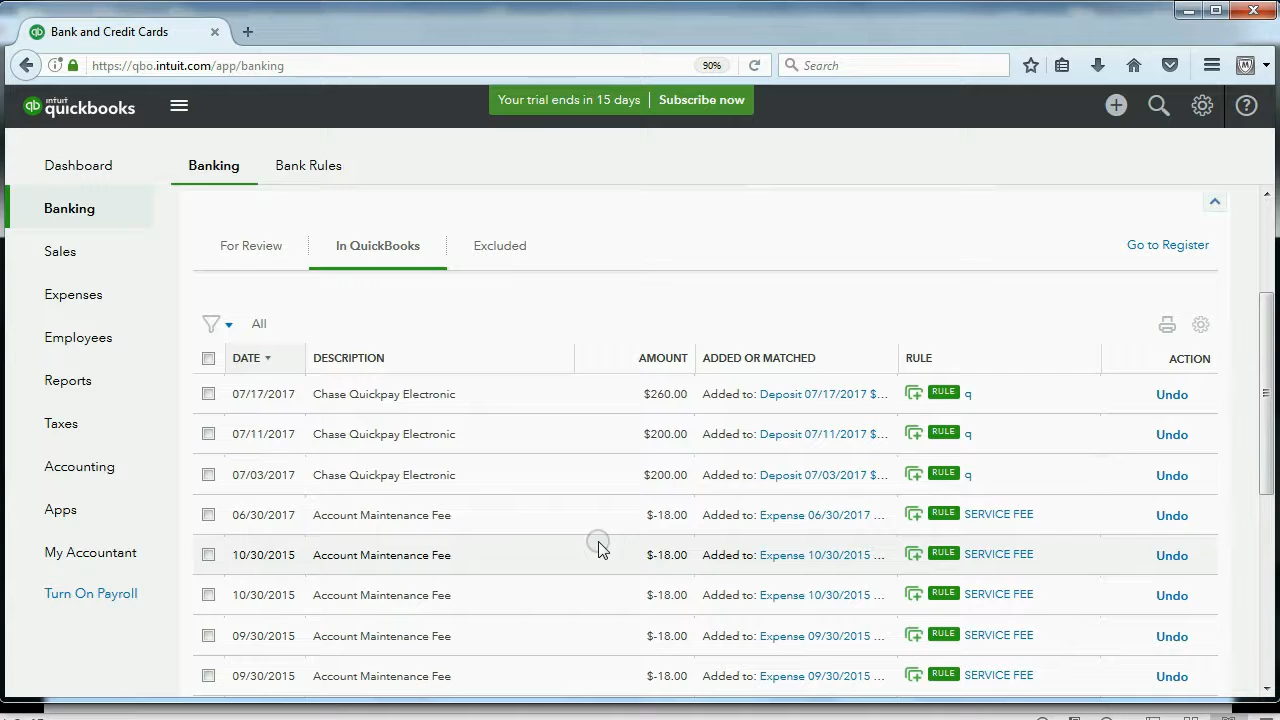 Bank and Credit Cards
https://qbo.intuit.com/app/banking
90%
Search
intuit
quickbooks
Your trial ends in 15 days
Subscribe now
Dashboard
Banking
Sales
Expenses
Employees
Reports
Taxes
Accounting
Apps
My Accountant
Turn On Payroll
Banking
Bank Rules
For Review
In QuickBooks
Excluded
Go to Register
All
DATE DESCRIPTION AMOUNT ADDED OR MATCHED RULE ACTION
07/17/2017 Chase Quickpay Electronic $260.00 Added to: Deposit 07/17/2017 $... RULE q Undo
07/11/2017 Chase Quickpay Electronic $200.00 Added to: Deposit 07/11/2017 $... RULE q Undo
07/03/2017 Chase Quickpay Electronic $200.00 Added to: Deposit 07/03/2017 $... RULE q Undo
06/30/2017 Account Maintenance Fee $-18.00 Added to: Expense 06/30/2017 ... RULE SERVICE FEE Undo
10/30/2015 Account Maintenance Fee $-18.00 Added to: Expense 10/30/2015 ... RULE SERVICE FEE Undo
10/30/2015 Account Maintenance Fee $-18.00 Added to: Expense 10/30/2015 ... RULE SERVICE FEE Undo
09/30/2015 Account Maintenance Fee $-18.00 Added to: Expense 09/30/2015 ... RULE SERVICE FEE Undo
Account Maintenance Fee $-18.00 Added to: Expense 09/30/2015 ... RULE SERVICE FEE Undo